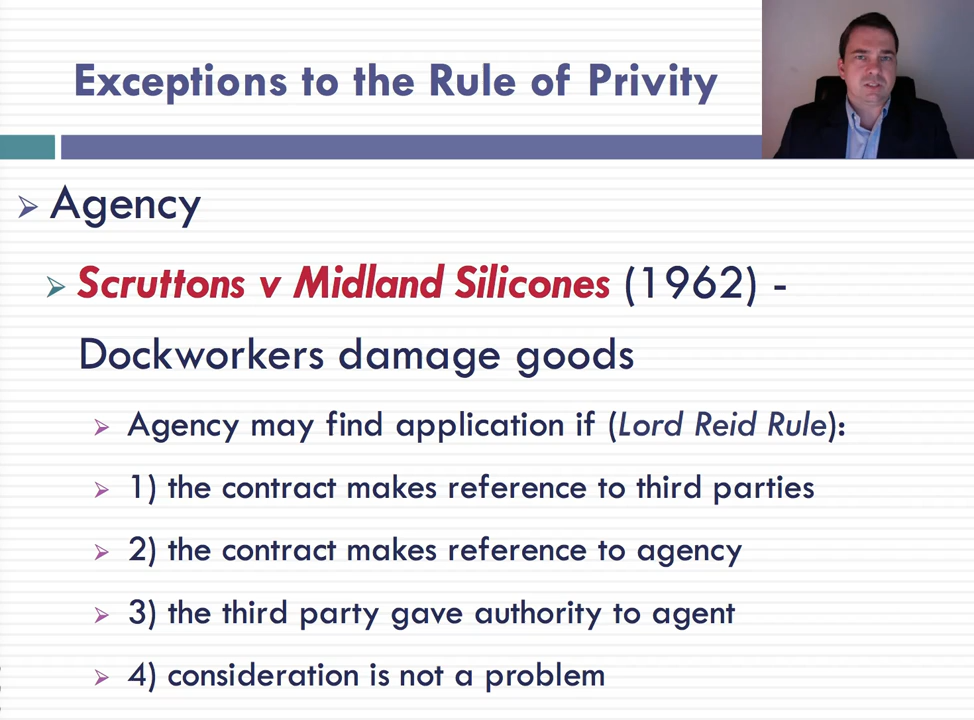 Exceptions to the Rule of Privity
Agency
Scruttons v Midland Silicones (1962) -
Dockworkers damage goods
Agency may find application if (Lord Reid Rule):
1) the contract makes reference to third parties
2) the contract makes reference to agency
3) the third party gave authority to agent
4) consideration is not a problem